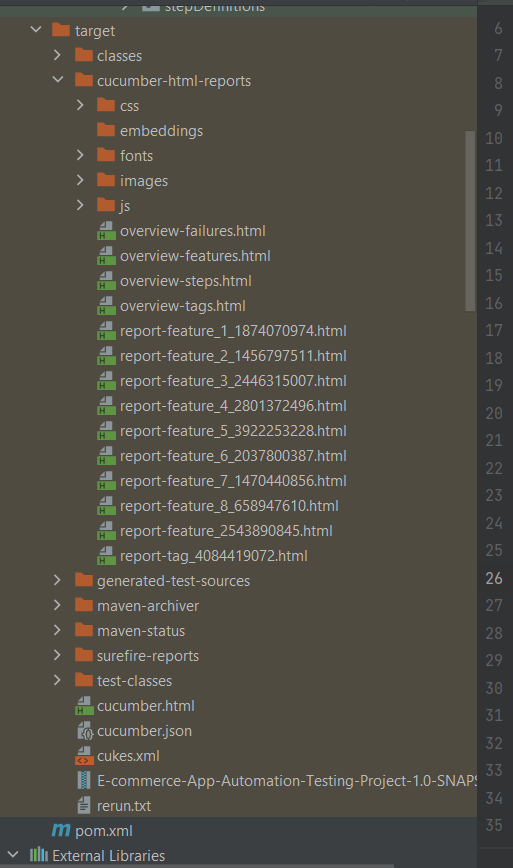 stepDefinitions
target
classes
cucumber-html-reports
css
embeddings
fonts
images
js
overview-failures.html
overview-features.html
overview-steps.html
overview-tags.html
report-feature_1_1874070974.html
report-feature_2_1456797511.html
report-feature_3_2446315007.html
report-feature_4_2801372496.html
report-feature_5_3922253228.html
report-feature_6_2037800387.html
report-feature_7_1470440856.html
report-feature_8_658947610.html
report-feature_2543890845.html
report-tag_4084419072.html
generated-test-sources
maven-archiver
maven-status
surefire-reports
test-classes
cucumber.html
cucumber.json
cukes.xml
E-commerce-App-Automation-Testing-Project-1.0-SNAPS
rerun.txt
pom.xml
External Libraries
6
7
8
9
10
11
12
13
14
15
16
17
18
19
20
21
22
23
24
25
26
27
28
29
30
31
32
33
34
35